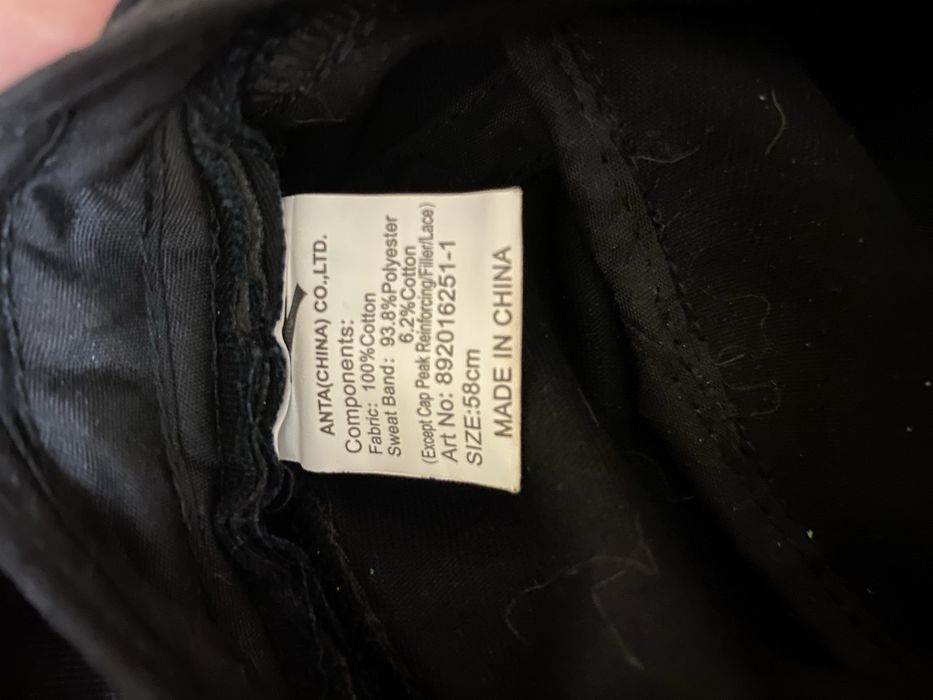 ANTA(CHINA) CO.,LTD.
Components:
Fabric: 100%Cotton
Sweat Band: 93.8%Polyester
6.2%Cotton
(Except Cap Peak Reinforcing/Filler/Lace)
Art No: 892016251-1
SIZE:58cm
MADE IN CHINA